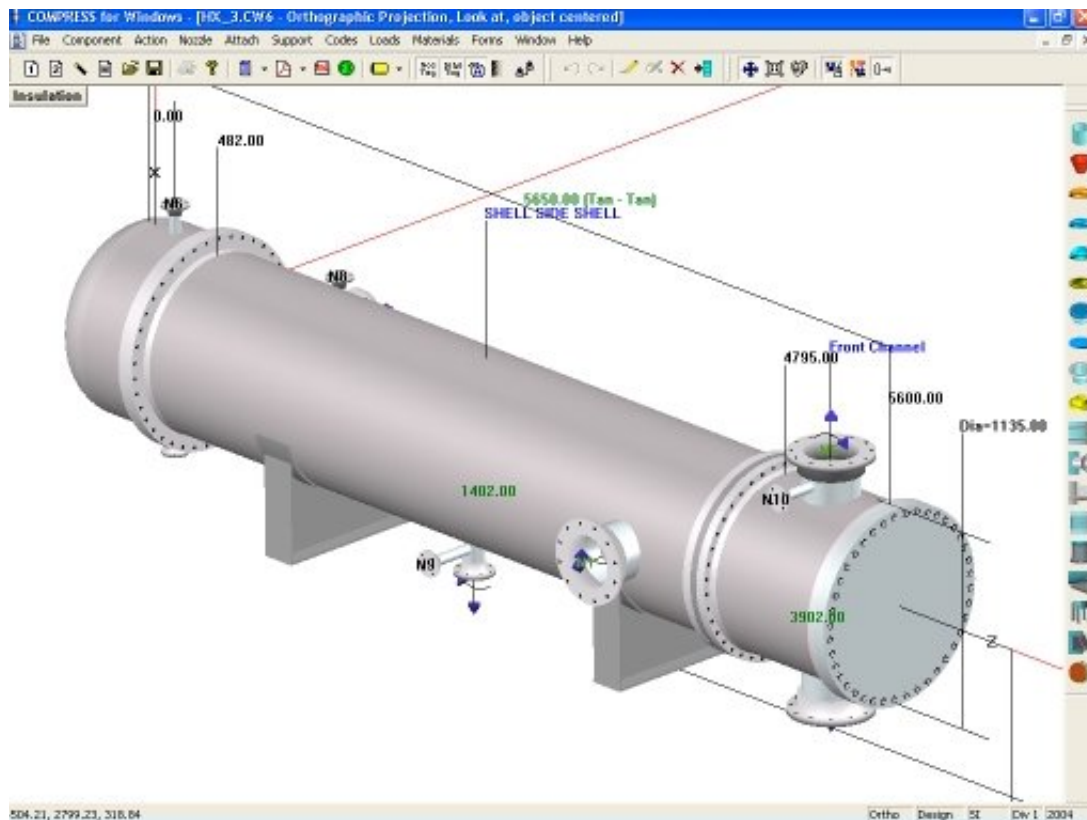 COMPRESS for Windows - [HX_3.CW6 - Orthographic Projection, Look at, object centered]
File Component Action Nozzle Attach Support Codes Loads Materials Forms Window Help
Insulation
0.00
482.00
X
5650.00 (Tan - Tan)
SHELL SIDE SHELL
N6
N8
Front Channel
4795.00
5600.00
Dia=1135.00
1402.00
N10
N9
3902.00
Z
504.21, 2799.23, 318.84
Ortho Design SI Div 1 2004